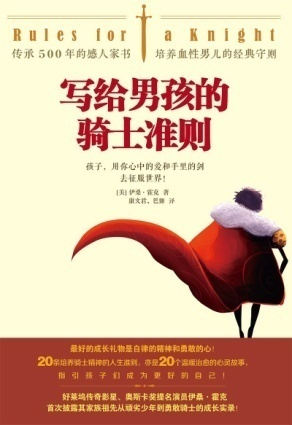 Rules for a Knight
传承500年的感人家书 培养血性男儿的经典守则
写给男孩的
骑士准则
孩子，用你心中的爱和手里的剑
去征服世界！
［美］伊桑·霍克 著
康文君，巴狮 译
最好的成长礼物是自律的精神和勇敢的心！
20条培养骑士精神的人生准则，亦是20个温暖治愈的心灵故事，
指引孩子们成为更好的自己！
好莱坞传奇影星、奥斯卡奖提名演员伊桑·霍克
首次披露其家族祖先从顽劣少年到勇敢骑士的成长实录！